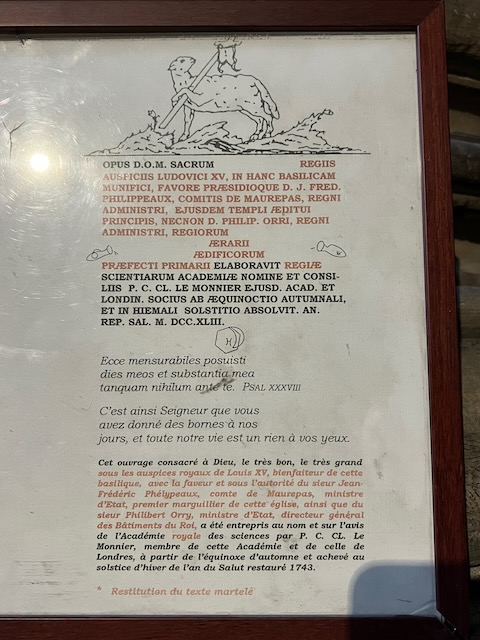 OPUS D.O.M. SACRUM REGIIS
AUSPICIIS LUDOVICI XV, IN HANC BASILICAM
MUNIFICI, FAVORE PRÆSIDIOQUE D. J. FRED.
PHILIPPEAUX, COMITIS DE MAUREPAS, REGNI
ADMINISTRI, EJUSDEM TEMPLI ÆDITUI
PRINCIPIS, NECNON D. PHILIP. ORRI, REGNI
ADMINISTRI, REGIORUM
ÆRARII
ÆDIFICORUM
PRÆFECTI PRIMARII ELABORAVIT REGIÆ
SCIENTIARUM ACADEMIÆ NOMINE ET CONSI-
LIIS P. C. CL. LE MONNIER EJUSD. ACAD. ET
LONDIN. SOCIUS AB ÆQUINOCTIO AUTUMNALI,
ET IN HIEMALI SOLSTITIO ABSOLVIT. AN.
REP. SAL. M. DCC.XLIII.
H
Ecce mensurabiles posuisti
dies meos et substantia mea
tanquam nihilum ante te. PSAL XXXVIII
C'est ainsi Seigneur que vous
avez donné des bornes à nos
jours, et toute notre vie est un rien à vos yeux.
Cet ouvrage consacré à Dieu, le très bon, le très grand
sous les auspices royaux de Louis XV, bienfaiteur de cette
basilique, avec la faveur et sous l'autorité du sieur Jean-
Frédéric Phélypeaux, comte de Maurepas, ministre
d'Etat, premier marguillier de cette église, ainsi que du
sieur Philibert Orry, ministre d'Etat, directeur général
des Bâtiments du Roi, a été entrepris au nom et sur l'avis
de l'Académie royale des sciences par P. C. CL. Le
Monnier, membre de cette Académie et de celle de
Londres, à partir de l'équinoxe d'automne et achevé au
solstice d'hiver de l'an du Salut restauré 1743.
* Restitution du texte martelé